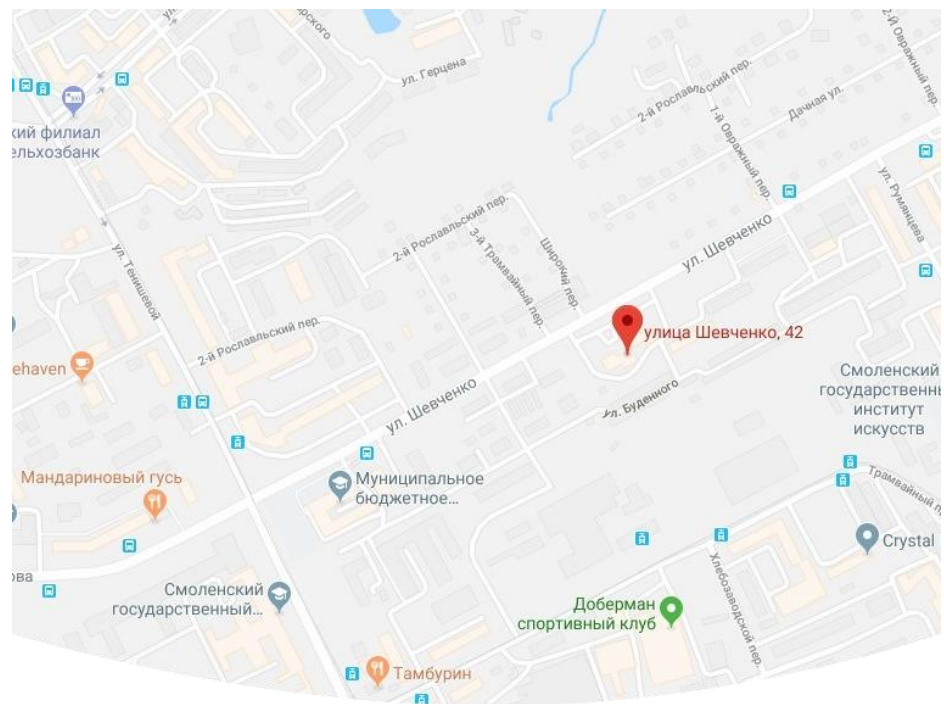 ул. Герцена
2-й Рославльский пер.
1-й Овражный пер.
2-й Овражный пер.
Дачная ул.
кий филиал
ельхозбанк
ул. Румянцева
2-й Рославльский пер.
3-й Трамвайный пер.
Широкий пер.
ул. Шевченко
ул. Тенишевой
улица Шевченко, 42
2-й Рославльский пер.
ehaven
ул. Шевченко
ул. Буденного
Смоленский
государственны
институт
искусств
Мандариновый гусь
Муниципальное
бюджетное...
Трамвайный п
Crystal
ова
Смоленский
государственный...
Доберман
спортивный клуб
Хлебозаводской пер.
Тамбурин